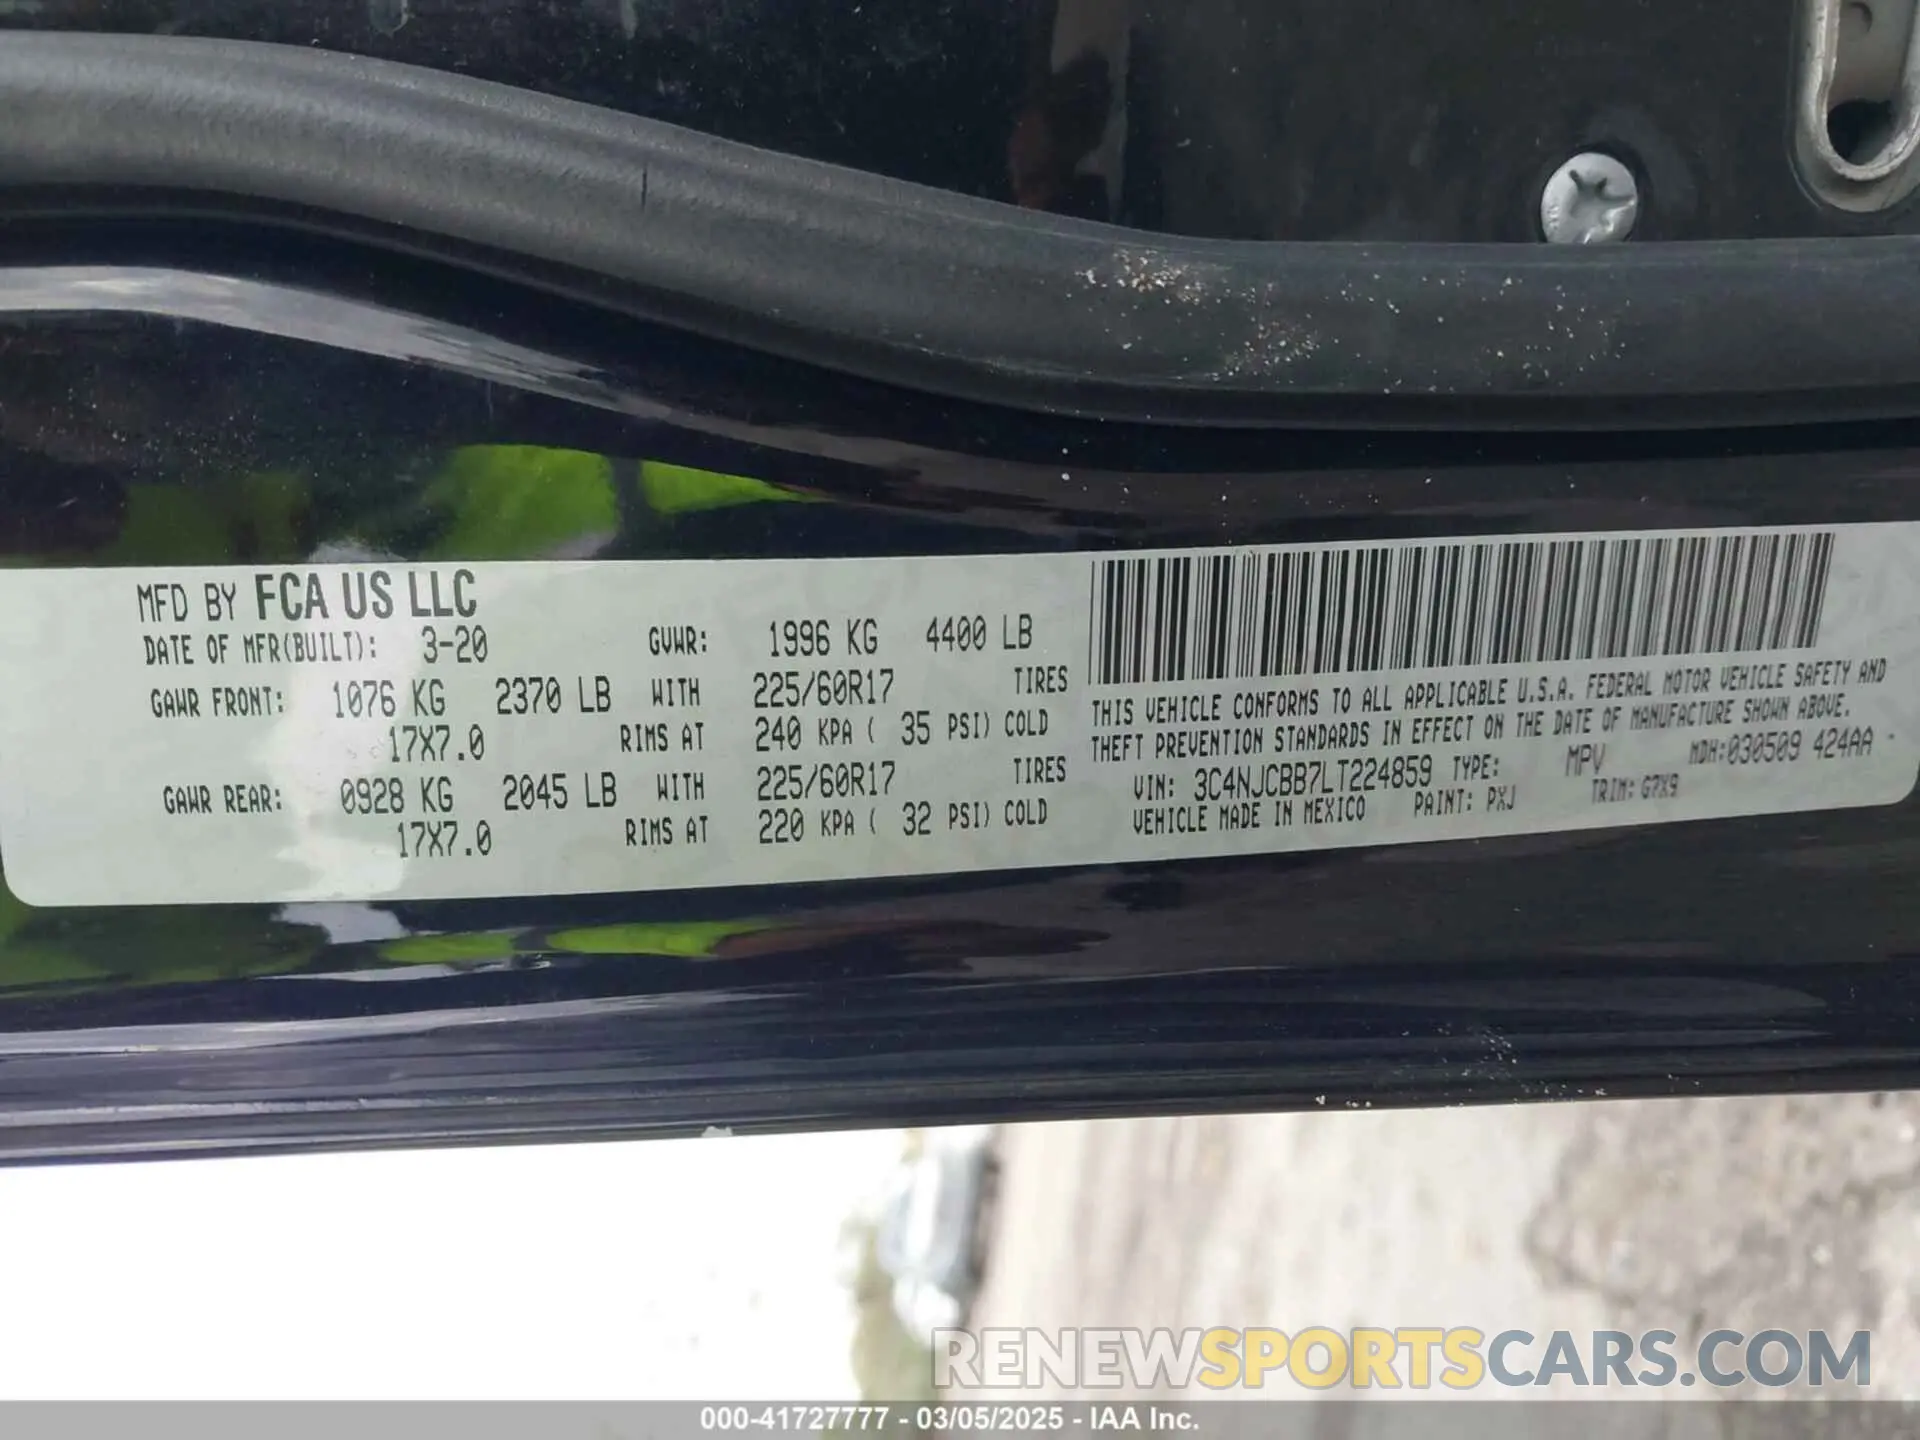 MFD BY FCA US LLC
DATE OF MFR(BUILT): 3-20 GVWR: 1996 KG 4400 LB
GAWR FRONT: 1076 KG 2370 LB WITH 225/60R17 TIRES
17X7.0 RIMS AT 240 KPA ( 35 PSI) COLD
GAWR REAR: 0928 KG 2045 LB WITH 225/60R17 TIRES
17X7.0 RIMS AT 220 KPA ( 32 PSI) COLD
THIS VEHICLE CONFORMS TO ALL APPLICABLE U.S.A. FEDERAL MOTOR VEHICLE SAFETY AND
THEFT PREVENTION STANDARDS IN EFFECT ON THE DATE OF MANUFACTURE SHOWN ABOVE.
VIN: 3C4NJCBB7LT224859 TYPE: MPV MDH:030509 424AA
VEHICLE MADE IN MEXICO PAINT: PXJ TRIM: G7X9
RENEWSPORTSCARS.COM
000-41727777 - 03/05/2025 - IAA Inc.